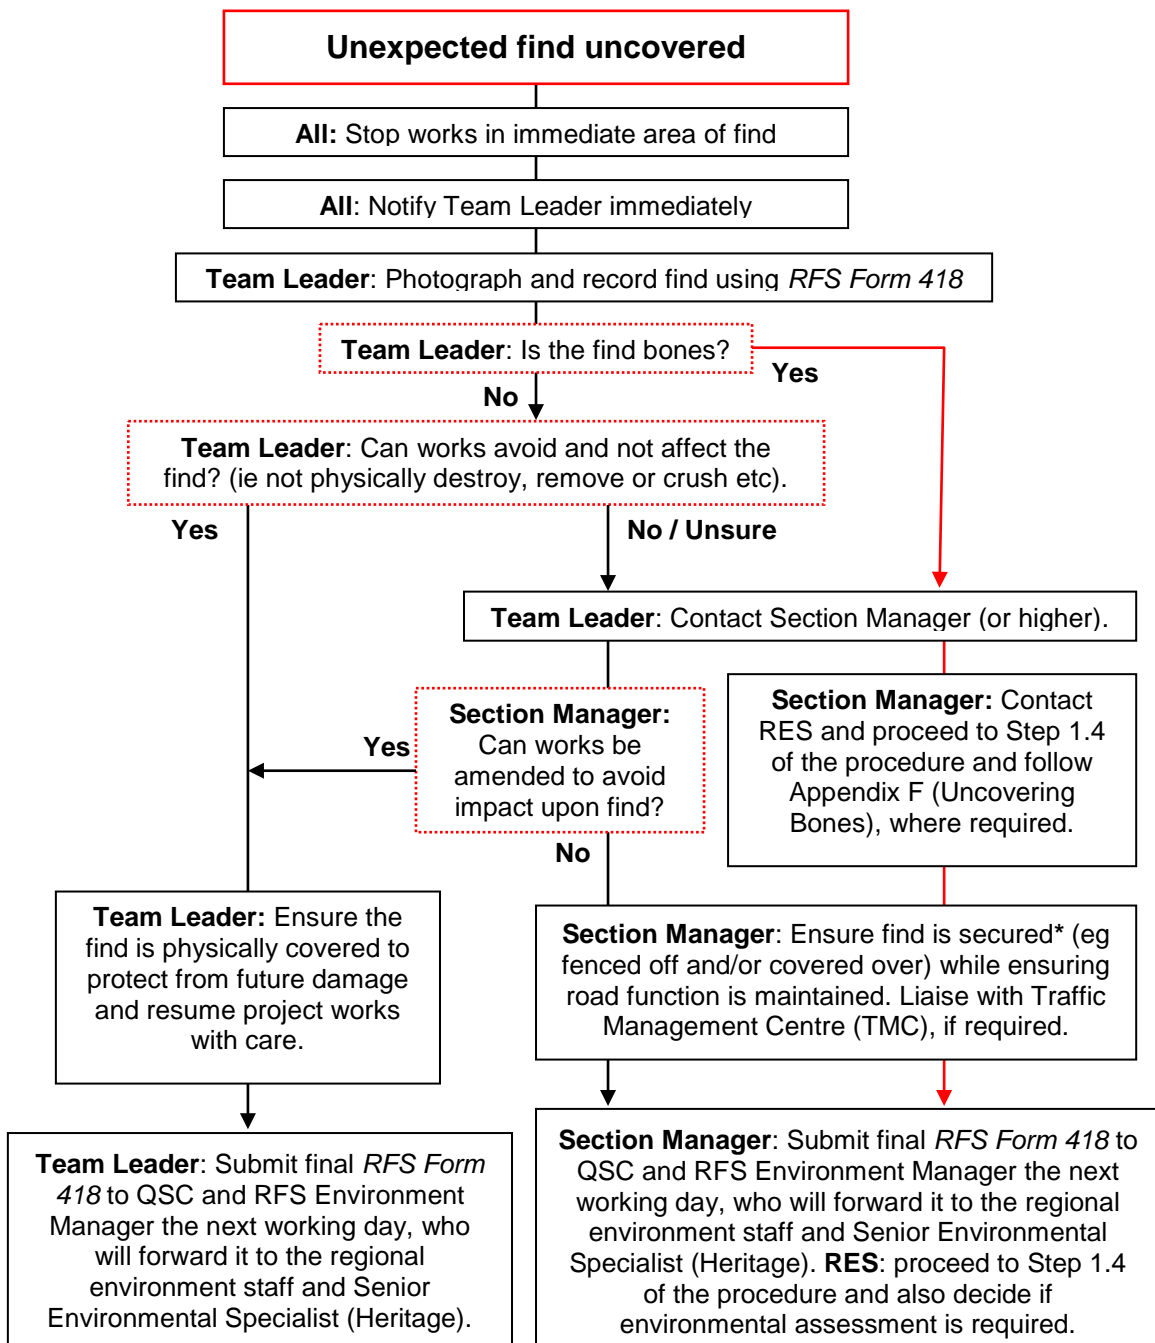 Unexpected find uncovered
All: Stop works in immediate area of find
All: Notify Team Leader immediately
Team Leader: Photograph and record find using RFS Form 418
Team Leader: Is the find bones?
Yes
No
Team Leader: Can works avoid and not affect the
find? (ie not physically destroy, remove or crush etc).
Yes
No / Unsure
Team Leader: Contact Section Manager (or higher).
Section Manager:
Can works be
amended to avoid
impact upon find?
Yes
No
Section Manager: Contact
RES and proceed to Step 1.4
of the procedure and follow
Appendix F (Uncovering
Bones), where required.
Team Leader: Ensure the
find is physically covered to
protect from future damage
and resume project works
with care.
Section Manager: Ensure find is secured* (eg
fenced off and/or covered over) while ensuring
road function is maintained. Liaise with Traffic
Management Centre (TMC), if required.
Team Leader: Submit final RFS Form
418 to QSC and RFS Environment
Manager the next working day, who
will forward it to the regional
environment staff and Senior
Environmental Specialist (Heritage).
Section Manager: Submit final RFS Form 418 to
QSC and RFS Environment Manager the next
working day, who will forward it to the regional
environment staff and Senior Environmental
Specialist (Heritage). RES: proceed to Step 1.4
of the procedure and also decide if
environmental assessment is required.